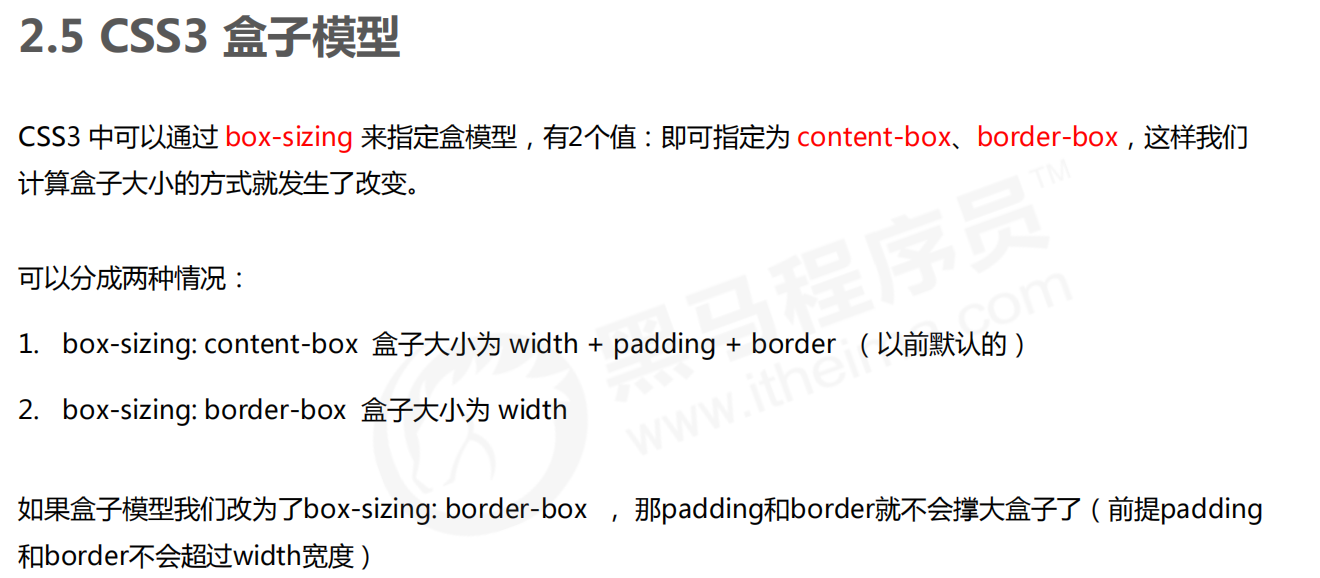 2.5 CSS3 盒子模型
CSS3 中可以通过 box-sizing 来指定盒模型，有2个值：即可指定为 content-box、border-box，这样我们
计算盒子大小的方式就发生了改变。
可以分成两种情况：
1. box-sizing: content-box 盒子大小为 width + padding + border （以前默认的）
2. box-sizing: border-box 盒子大小为 width
如果盒子模型我们改为了box-sizing: border-box ，那padding和border就不会撑大盒子了（前提padding
和border不会超过width宽度）
黑马程序员™
www.itheima.com